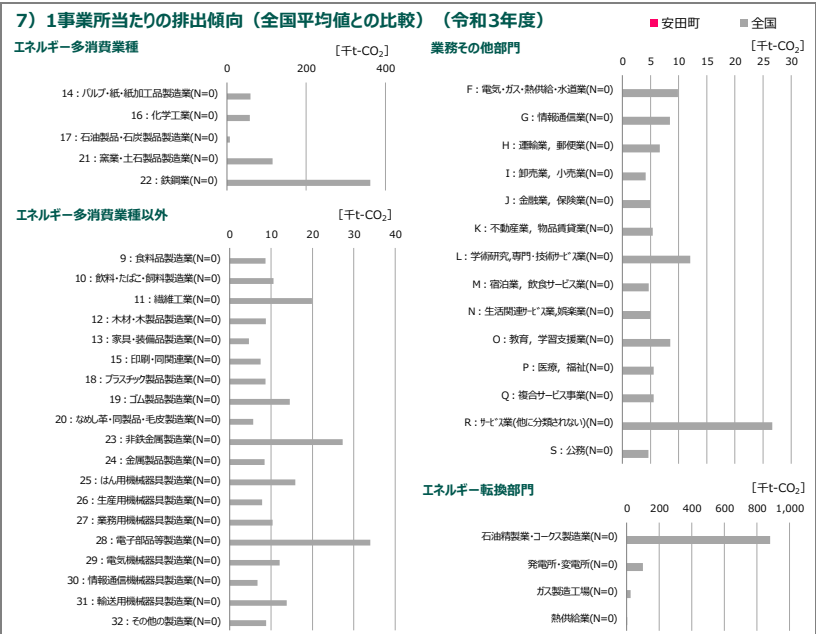 7）1事業所当たりの排出傾向（全国平均値との比較）（令和3年度）
■安田町 ■全国
エネルギー多消費業種
[千t-CO2]
0 200 400
14：パルプ・紙・紙加工品製造業(N=0)
16：化学工業(N=0)
17：石油製品・石炭製品製造業(N=0)
21：窯業・土石製品製造業(N=0)
22：鉄鋼業(N=0)
エネルギー多消費業種以外
[千t-CO2]
0 10 20 30 40
9：食料品製造業(N=0)
10：飲料・たばこ・飼料製造業(N=0)
11：繊維工業(N=0)
12：木材・木製品製造業(N=0)
13：家具・装備品製造業(N=0)
15：印刷・同関連業(N=0)
18：プラスチック製品製造業(N=0)
19：ゴム製品製造業(N=0)
20：なめし革・同製品・毛皮製造業(N=0)
23：非鉄金属製造業(N=0)
24：金属製品製造業(N=0)
25：はん用機械器具製造業(N=0)
26：生産用機械器具製造業(N=0)
27：業務用機械器具製造業(N=0)
28：電子部品等製造業(N=0)
29：電気機械器具製造業(N=0)
30：情報通信機械器具製造業(N=0)
31：輸送用機械器具製造業(N=0)
32：その他の製造業(N=0)
業務その他部門
[千t-CO2]
0 5 10 15 20 25 30
F：電気・ガス・熱供給・水道業(N=0)
G：情報通信業(N=0)
H：運輸業，郵便業(N=0)
I：卸売業，小売業(N=0)
J：金融業，保険業(N=0)
K：不動産業，物品賃貸業(N=0)
L：学術研究,専門・技術ｻｰﾋﾞｽ業(N=0)
M：宿泊業，飲食サービス業(N=0)
N：生活関連ｻｰﾋﾞｽ業,娯楽業(N=0)
O：教育，学習支援業(N=0)
P：医療，福祉(N=0)
Q：複合サービス事業(N=0)
R：ｻｰﾋﾞｽ業(他に分類されない)(N=0)
S：公務(N=0)
エネルギー転換部門
[千t-CO2]
0 200 400 600 800 1,000
石油精製業・コークス製造業(N=0)
発電所・変電所(N=0)
ガス製造工場(N=0)
熱供給業(N=0)